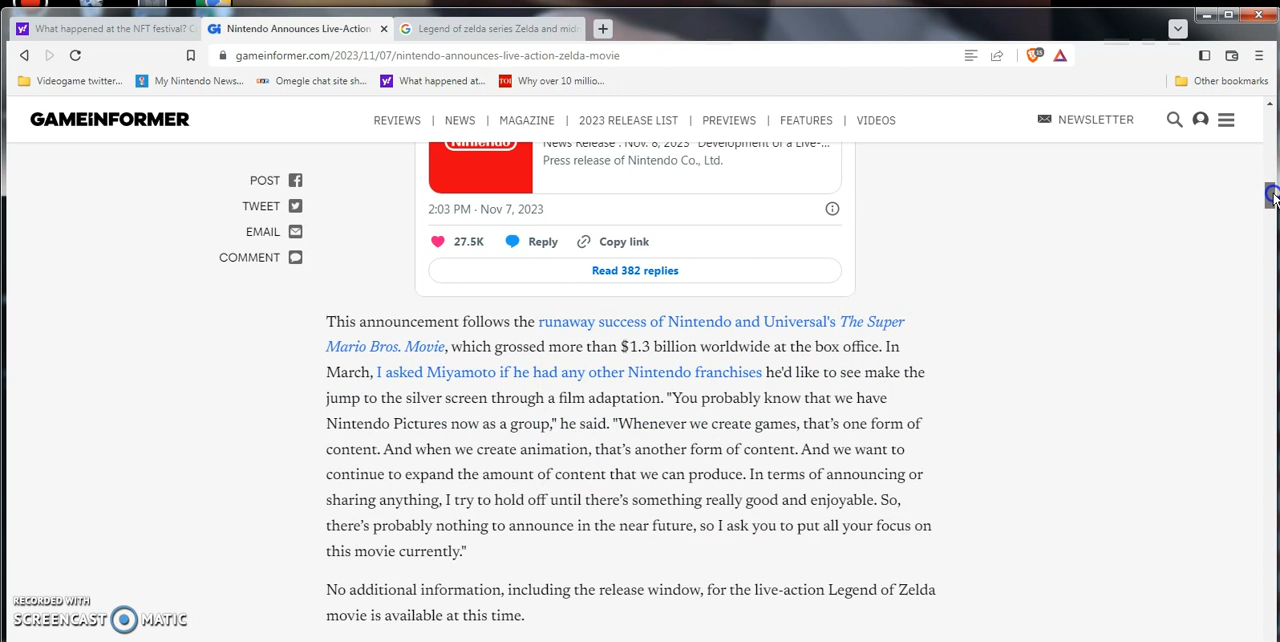 What happened at the NFT festival? C
Nintendo Announces Live-Action
Legend of zelda series Zelda and mid
gameinformer.com/2023/11/07/nintendo-announces-live-action-zelda-movie
15
Videogame twitter...
My Nintendo News...
Omegle chat site sh...
What happened at...
TOI
Why over 10 millio...
Other bookmarks
GAMEINFORMER
REVIEWS | NEWS | MAGAZINE | 2023 RELEASE LIST | PREVIEWS | FEATURES | VIDEOS
NEWSLETTER
Nintendo
News Release : Nov. 8, 2023 "Development of a Live-...
Press release of Nintendo Co., Ltd.
POST
TWEET
EMAIL
COMMENT
2:03 PM · Nov 7, 2023
27.5K
Reply
Copy link
Read 382 replies
This announcement follows the runaway success of Nintendo and Universal's The Super
Mario Bros. Movie, which grossed more than $1.3 billion worldwide at the box office. In
March, I asked Miyamoto if he had any other Nintendo franchises he'd like to see make the
jump to the silver screen through a film adaptation. "You probably know that we have
Nintendo Pictures now as a group," he said. "Whenever we create games, that's one form of
content. And when we create animation, that's another form of content. And we want to
continue to expand the amount of content that we can produce. In terms of announcing or
sharing anything, I try to hold off until there's something really good and enjoyable. So,
there's probably nothing to announce in the near future, so I ask you to put all your focus on
this movie currently."
No additional information, including the release window, for the live-action Legend of Zelda
movie is available at this time.
RECORDED WITH
SCREENCAST MATIC